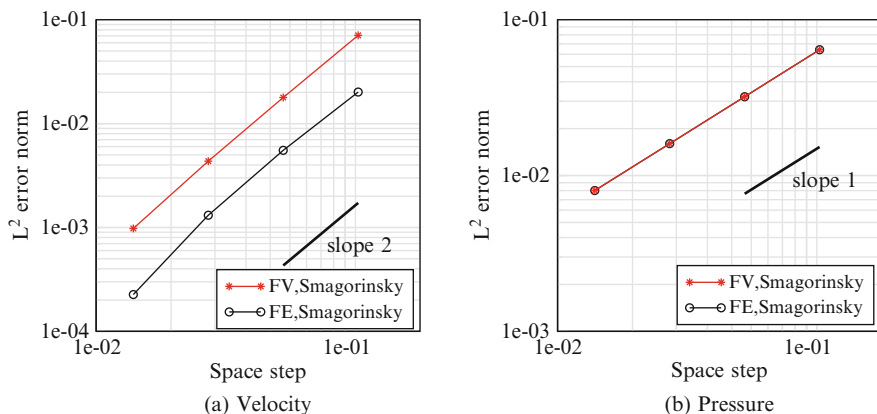 1e-01
1e-02
1e-03
1e-04
L² error norm
slope 2
FV,Smagorinsky
FE,Smagorinsky
1e-02
1e-01
Space step
(a) Velocity
1e-01
1e-02
1e-03
L² error norm
slope 1
FV,Smagorinsky
FE,Smagorinsky
1e-02
1e-01
Space step
(b) Pressure